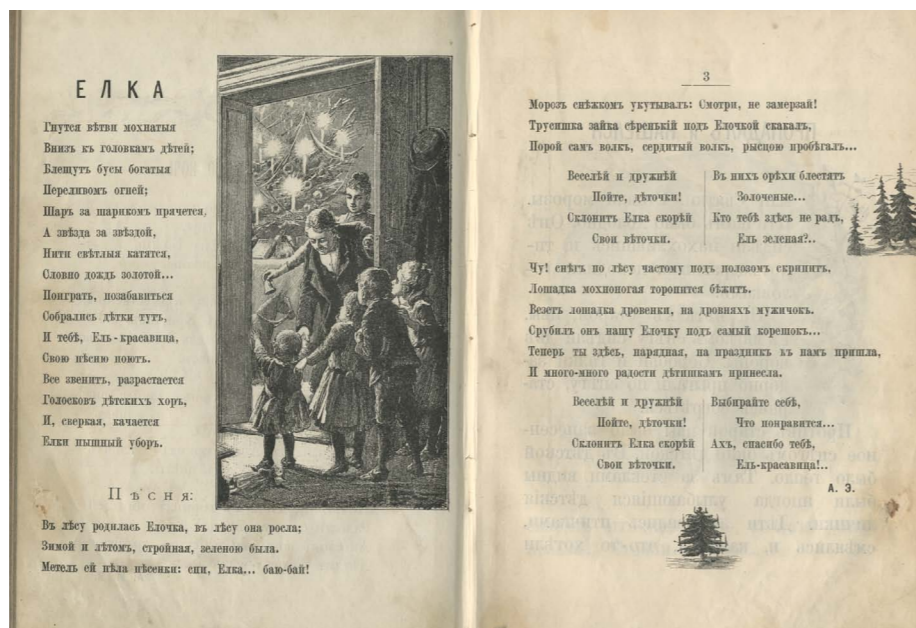 ЕЛКА
Гнутся вѣтви мохнатыя
Внизъ къ головкамъ дѣтей;
Блещутъ бусы богатыя
Переливомъ огней;
Шаръ за шарикомъ прячется,
А звѣзда за звѣздой,
Нити свѣтлыя катятся,
Словно дождь золотой...
Поиграть, позабавиться
Собрались дѣтки тутъ,
И тебѣ, Ель-красавица,
Свою пѣсню поютъ.
Все звенитъ, разрастается
Голосковъ дѣтскихъ хоръ,
И, сверкая, качается
Елки пышный уборъ.
Пѣсня:
Въ лѣсу родилась Елочка, въ лѣсу она росла;
Зимой и лѣтомъ, стройная, зеленою была.
Метель ей пѣла пѣсенки: спи, Елка... баю-бай!
3
Морозъ снѣжкомъ укутывалъ: Смотри, не замерзай!
Трусишка зайка сѣренькій подъ Елочкой скакалъ,
Порой самъ волкъ, сердитый волкъ, рысцою пробѣгалъ...
Веселѣй и дружнѣй
Пойте, дѣточки!
Склонитъ Елка скорѣй
Свои вѣточки.
Въ нихъ орѣхи блестятъ
Золоченые...
Кто тебѣ здѣсь не радъ,
Ель зеленая?..
Чу! снѣгъ по лѣсу частому подъ полозомъ скрипитъ,
Лошадка мохноногая торопится бѣжитъ.
Везетъ лошадка дровенки, на дровняхъ мужичокъ.
Срубилъ онъ нашу Елочку подъ самый корешокъ...
Теперь ты здѣсь, нарядная, на праздникъ къ намъ пришла,
И много-много радости дѣтишкамъ принесла.
Веселѣй и дружнѣй
Пойте, дѣточки!
Склонитъ Елка скорѣй
Свои вѣточки.
Выбирайте себѣ,
Что понравится...
Ахъ, спасибо тебѣ,
Ель-красавица!..
А. Э.